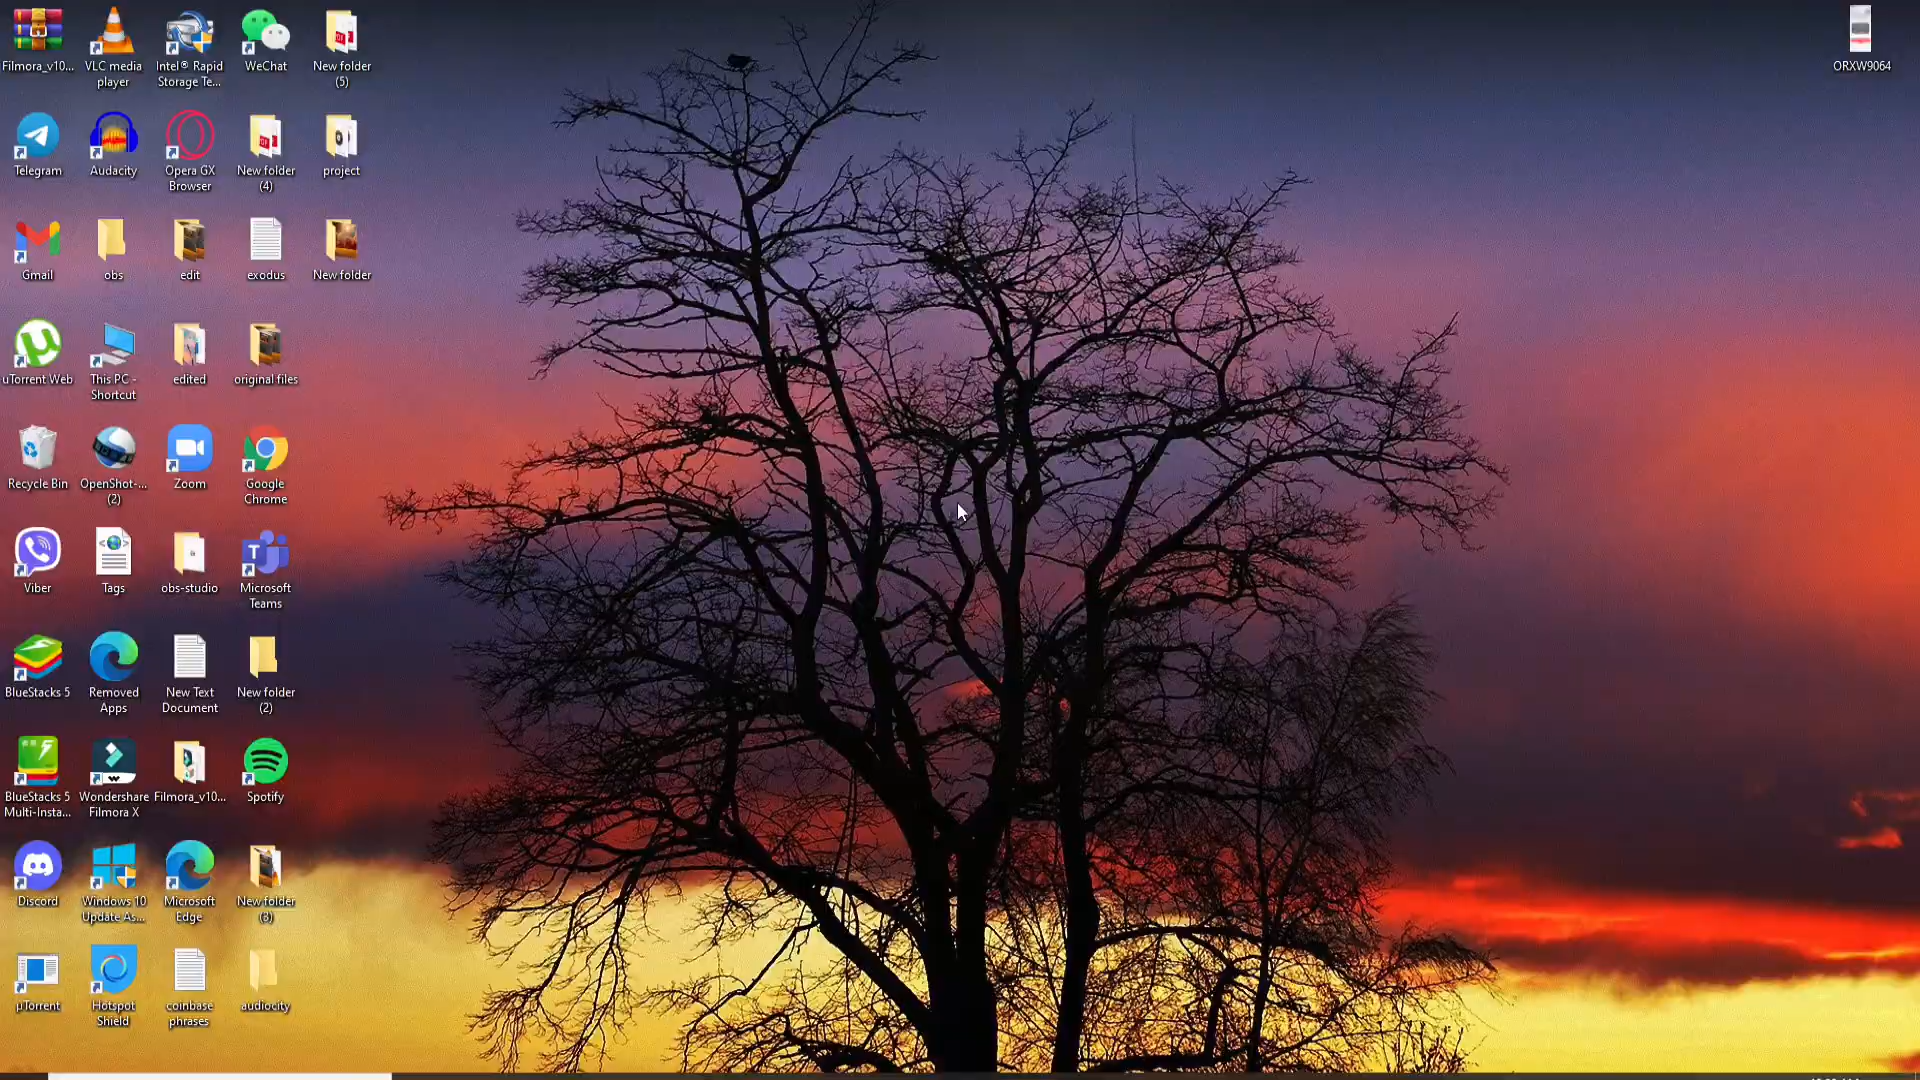 Filmora_v10...
VLC media
player
Intel® Rapid
Storage Te...
WeChat
New folder
(5)
ORXW9064
Telegram
Audacity
Opera GX
Browser
New folder
(4)
project
Gmail
obs
edit
exodus
New folder
uTorrent Web
This PC -
Shortcut
edited
original files
Recycle Bin
OpenShot-...
(2)
Zoom
Google
Chrome
Viber
Tags
obs-studio
Microsoft
Teams
BlueStacks 5
Removed
Apps
New Text
Document
New folder
(2)
BlueStacks 5
Multi-Insta...
Wondershare
Filmora X
Filmora_v10...
Spotify
Discord
Windows 10
Update As...
Microsoft
Edge
New folder
(3)
µTorrent
Hotspot
Shield
coinbase
phrases
audiocity